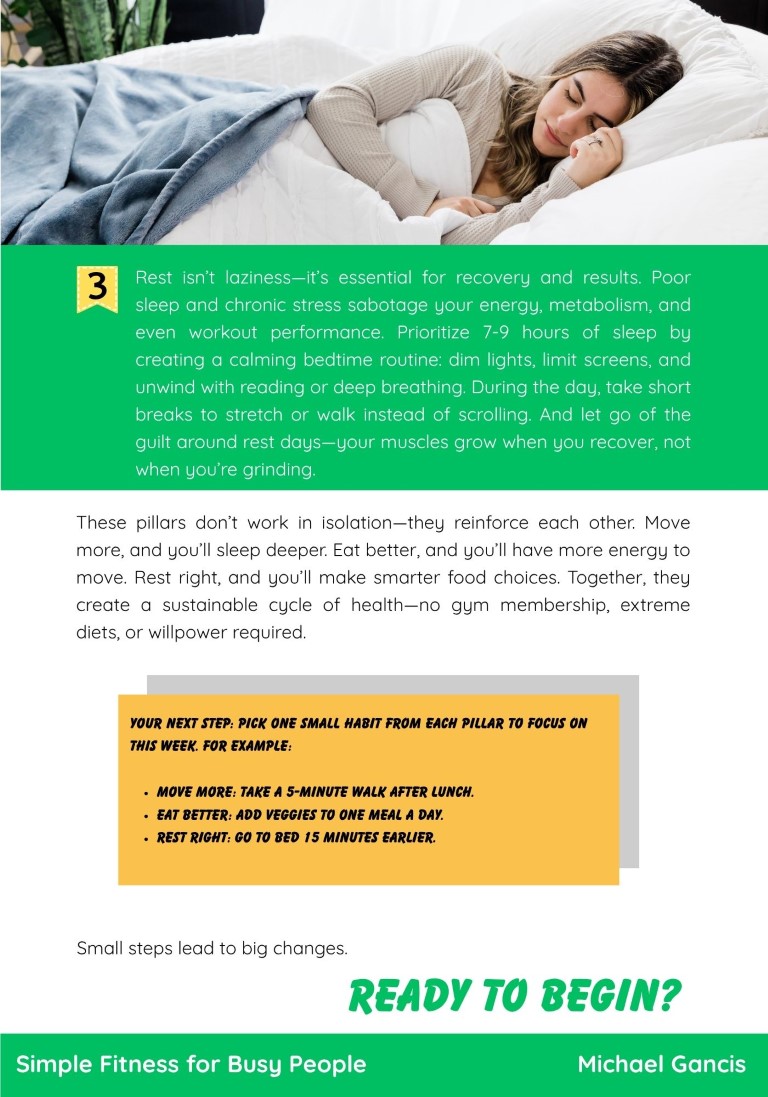 3
Rest isn't laziness—it's essential for recovery and results. Poor
sleep and chronic stress sabotage your energy, metabolism, and
even workout performance. Prioritize 7-9 hours of sleep by
creating a calming bedtime routine: dim lights, limit screens, and
unwind with reading or deep breathing. During the day, take short
breaks to stretch or walk instead of scrolling. And let go of the
guilt around rest days—your muscles grow when you recover, not
when you're grinding.
These pillars don't work in isolation—they reinforce each other. Move
more, and you'll sleep deeper. Eat better, and you'll have more energy to
move. Rest right, and you'll make smarter food choices. Together, they
create a sustainable cycle of health—no gym membership, extreme
diets, or willpower required.
YOUR NEXT STEP: PICK ONE SMALL HABIT FROM EACH PILLAR TO FOCUS ON
THIS WEEK. FOR EXAMPLE:
• MOVE MORE: TAKE A 5-MINUTE WALK AFTER LUNCH.
• EAT BETTER: ADD VEGGIES TO ONE MEAL A DAY.
• REST RIGHT: GO TO BED 15 MINUTES EARLIER.
Small steps lead to big changes.
READY TO BEGIN?
Simple Fitness for Busy People
Michael Gancis